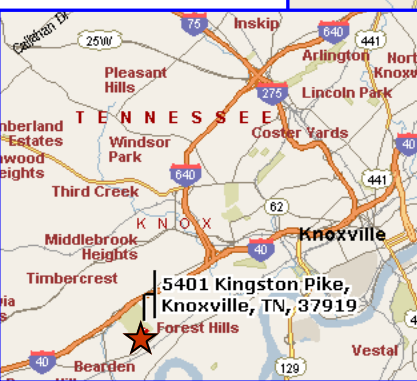 Inskip
75
640
Callahan Dr
25W
441
Arlington
Pleasant
Hills
275
Lincoln Park
TENNESSEE
Coster Yards
Windsor
Park
40
640
441
Third Creek
62
KNOX
Knoxville
Middlebrook
Heights
40
Timbercrest
5401 Kingston Pike,
Knoxville, TN, 37919
Forest Hills
Vestal
40
Bearden
129